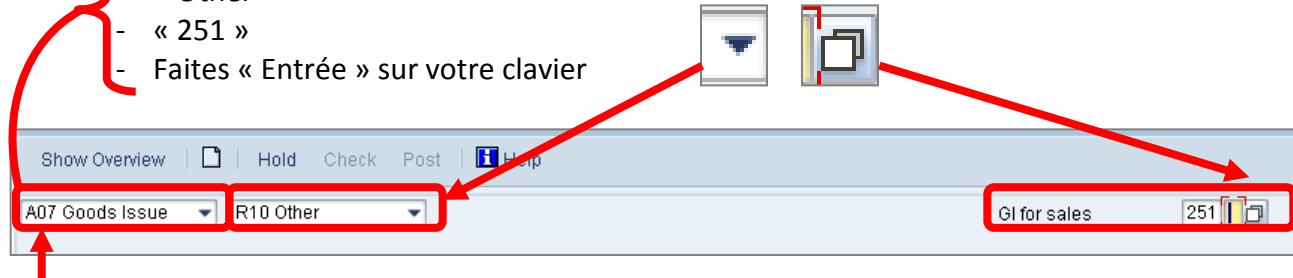 Other
- « 251 »
- Faites « Entrée » sur votre clavier
Show Overview Hold Check Post Help
A07 Goods Issue R10 Other GI for sales 251